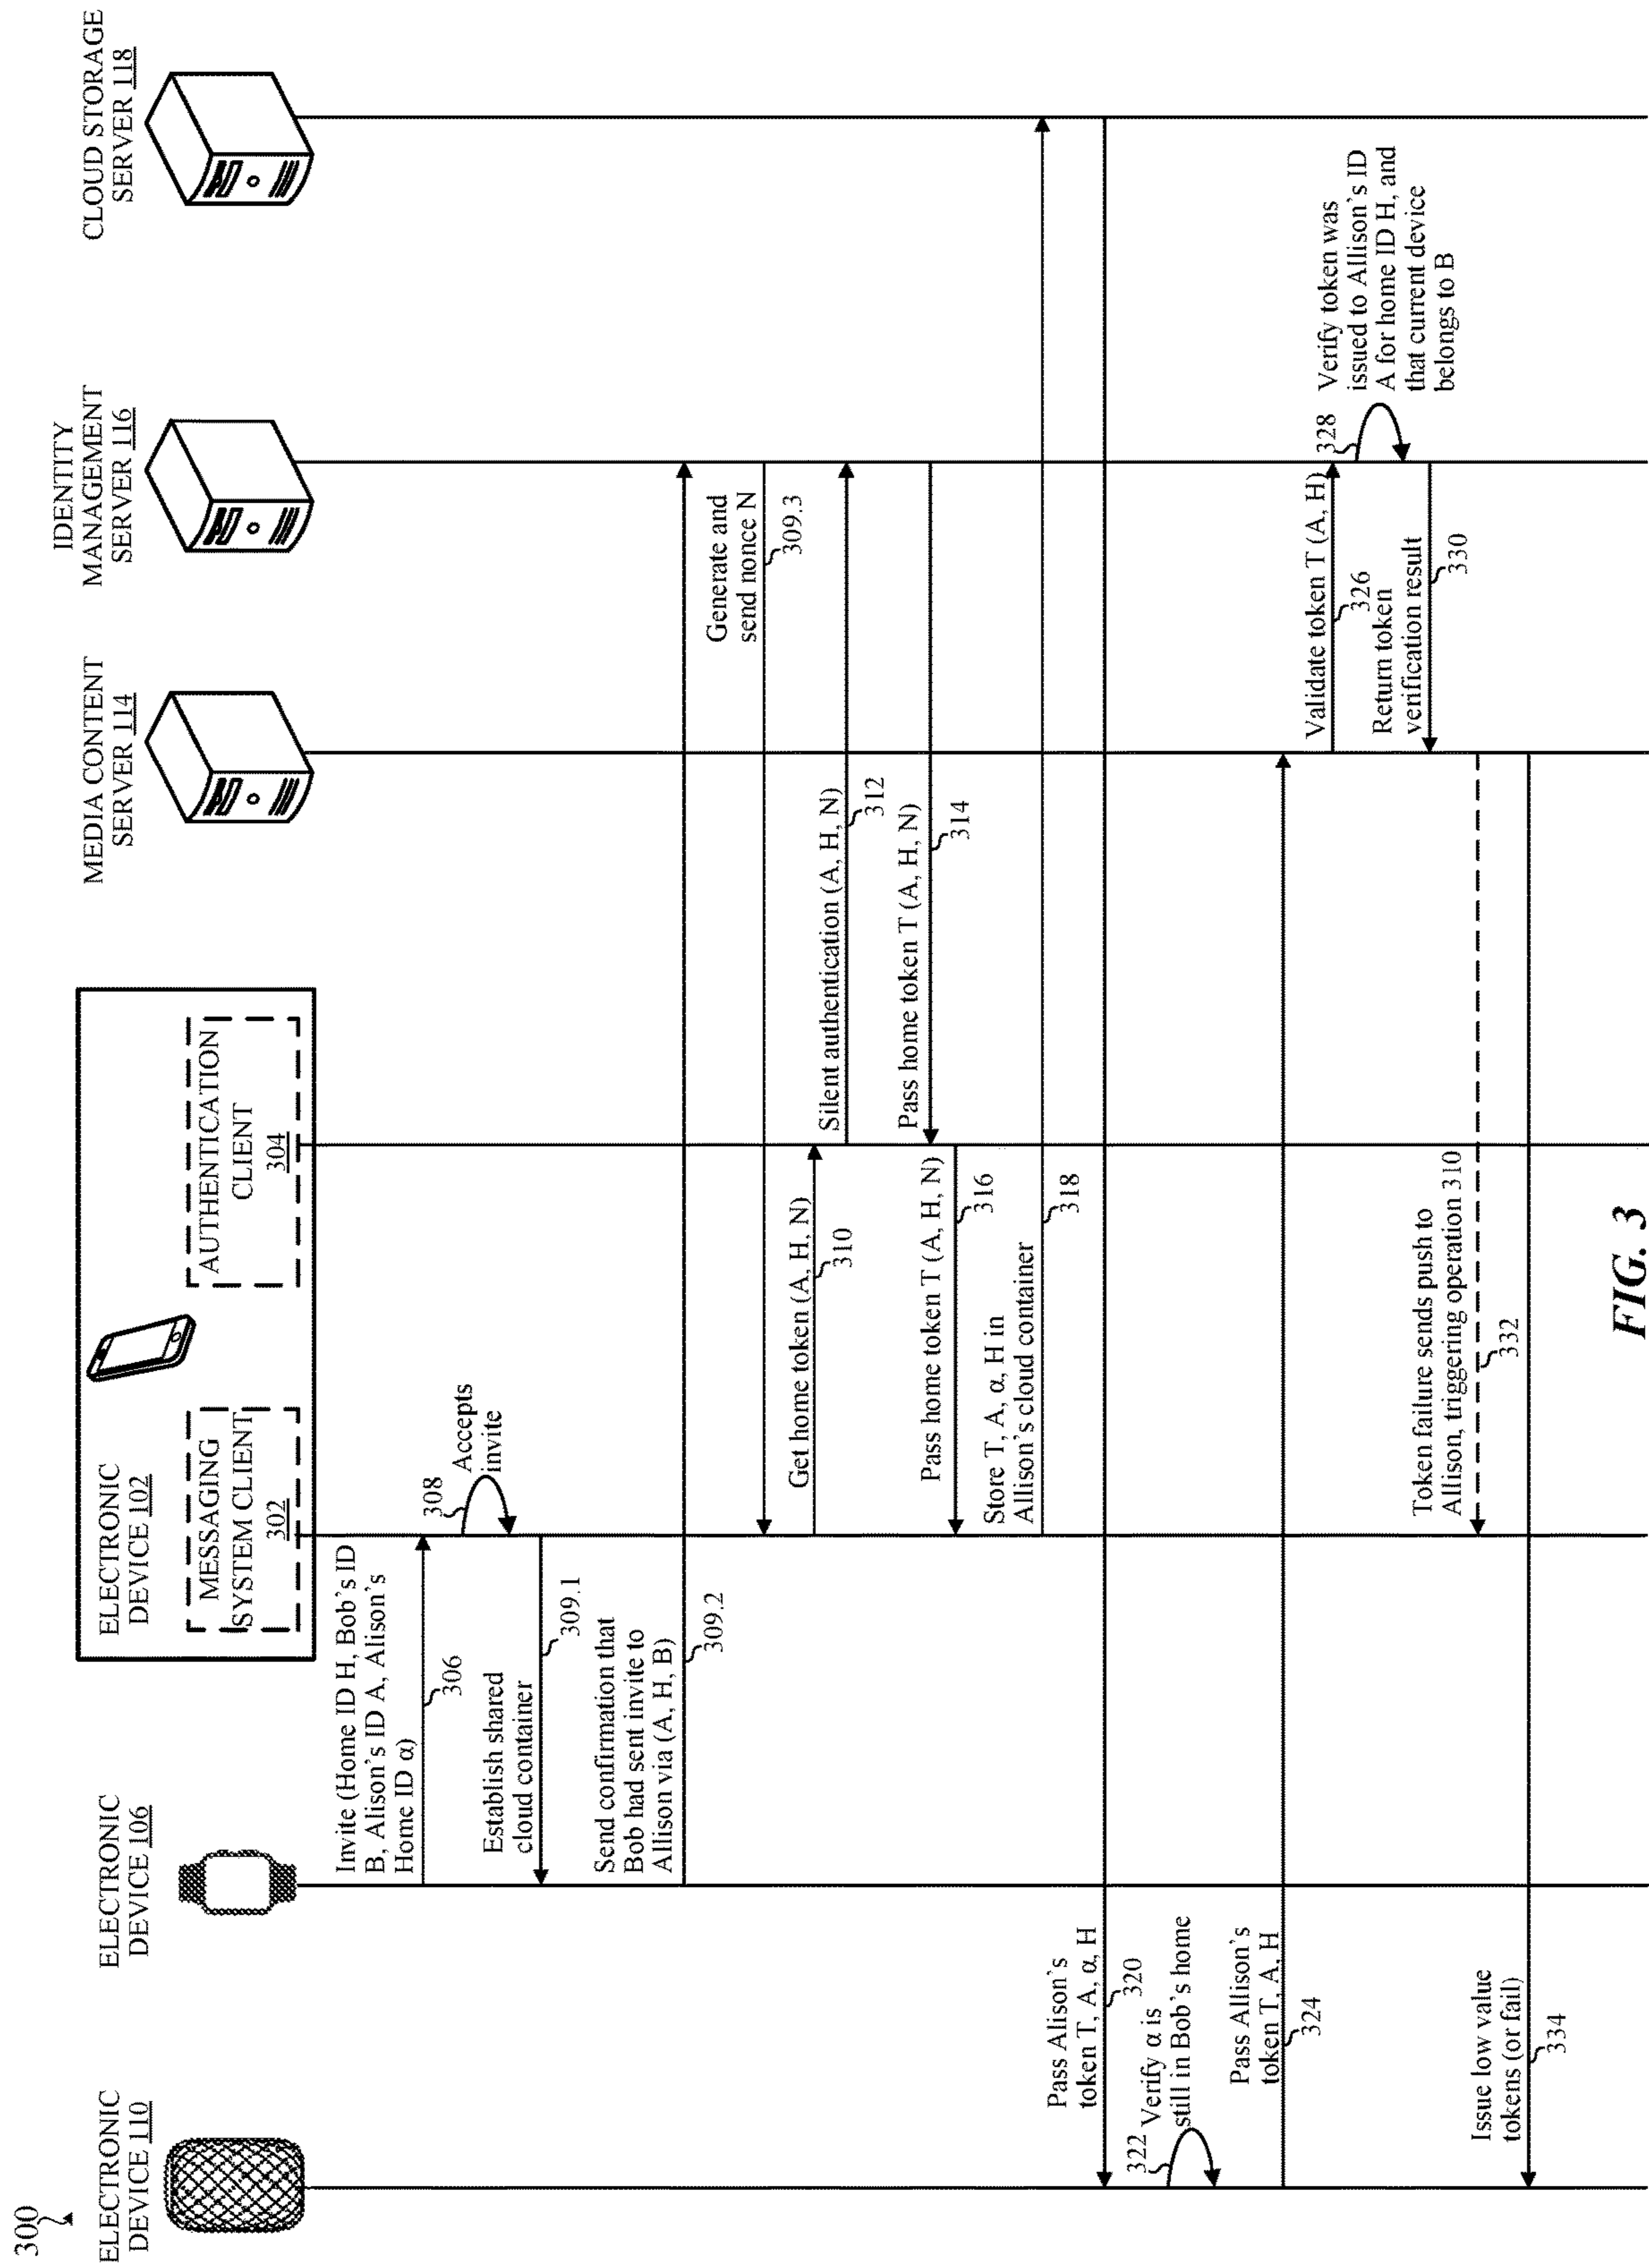 300
ELECTRONIC
DEVICE 110
ELECTRONIC
DEVICE 106
ELECTRONIC
DEVICE 102
MESSAGING
SYSTEM CLIENT
302
AUTHENTICATION
CLIENT
304
MEDIA CONTENT
SERVER 114
IDENTITY
MANAGEMENT
SERVER 116
CLOUD STORAGE
SERVER 118
Invite (Home ID H, Bob's ID
B, Alison's ID A, Alison's
Home ID α)
306
308
Accepts
invite
Establish shared
cloud container
309.1
Send confirmation that
Bob had sent invite to
Allison via (A, H, B)
309.2
Generate and
send nonce N
309.3
Get home token (A, H, N)
310
Silent authentication (A, H, N)
312
Pass home token T (A, H, N)
314
Pass home token T (A, H, N)
316
Store T, A, α, H in
Allison's cloud container
318
Pass Alison's
token T, A, α, H
320
322
Verify α is
still in Bob's home
Pass Allison's
token T, A, H
324
Validate token T (A, H)
326
328
Verify token was
issued to Allison's ID
A for home ID H, and
that current device
belongs to B
Return token
verification result
330
Token failure sends push to
Allison, triggering operation 310
332
Issue low value
tokens (or fail)
334
FIG. 3